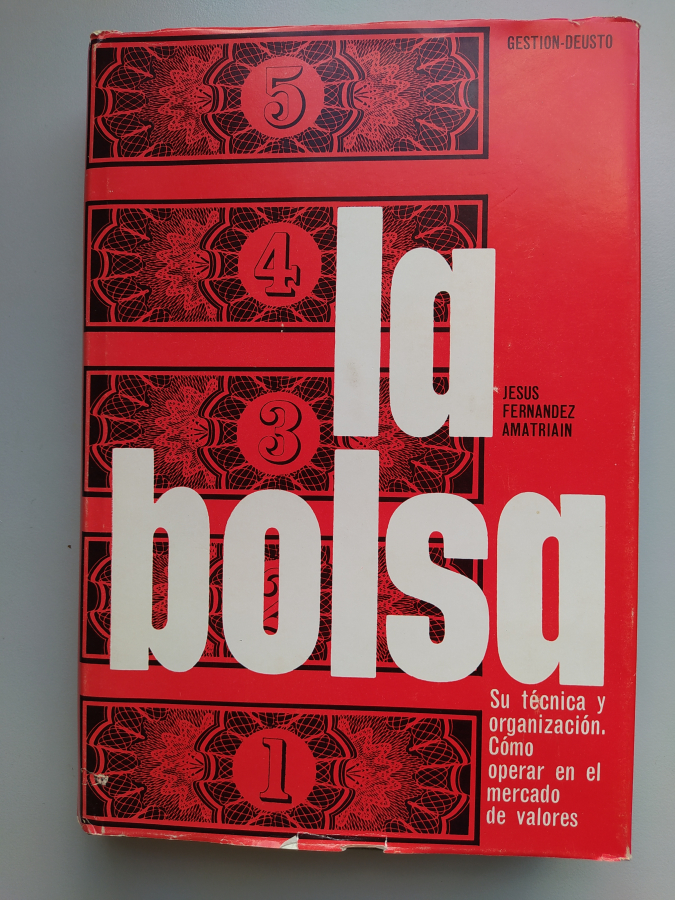 GESTION-DEUSTO
5
4
3
2
1
la
bolsa
JESUS
FERNANDEZ
AMATRIAIN
Su técnica y
organización.
Cómo
operar en el
mercado
de valores